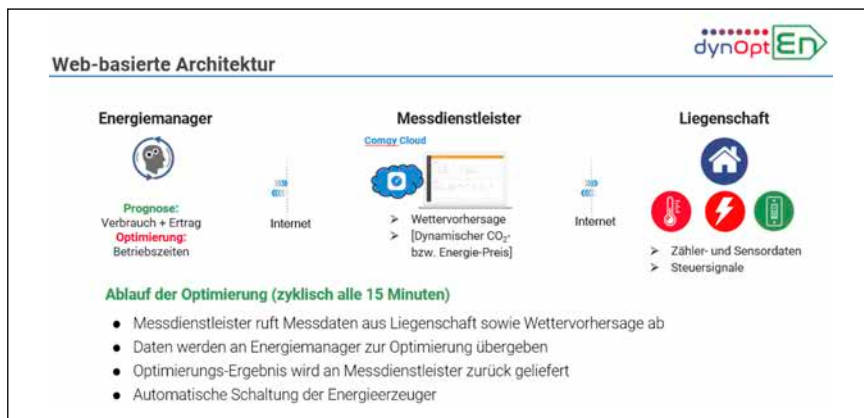 dynOpt En
Web-basierte Architektur
Energiemanager
Prognose:
Verbrauch + Ertrag
Optimierung:
Betriebszeiten
Internet
Messdienstleister
Comgy Cloud
➢ Wettervorhersage
➢ [Dynamischer CO₂-
bzw. Energie-Preis]
Internet
Liegenschaft
➢ Zähler- und Sensordaten
➢ Steuersignale
Ablauf der Optimierung (zyklisch alle 15 Minuten)
● Messdienstleister ruft Messdaten aus Liegenschaft sowie Wettervorhersage ab
● Daten werden an Energiemanager zur Optimierung übergeben
● Optimierungs-Ergebnis wird an Messdienstleister zurück geliefert
● Automatische Schaltung der Energieerzeuger